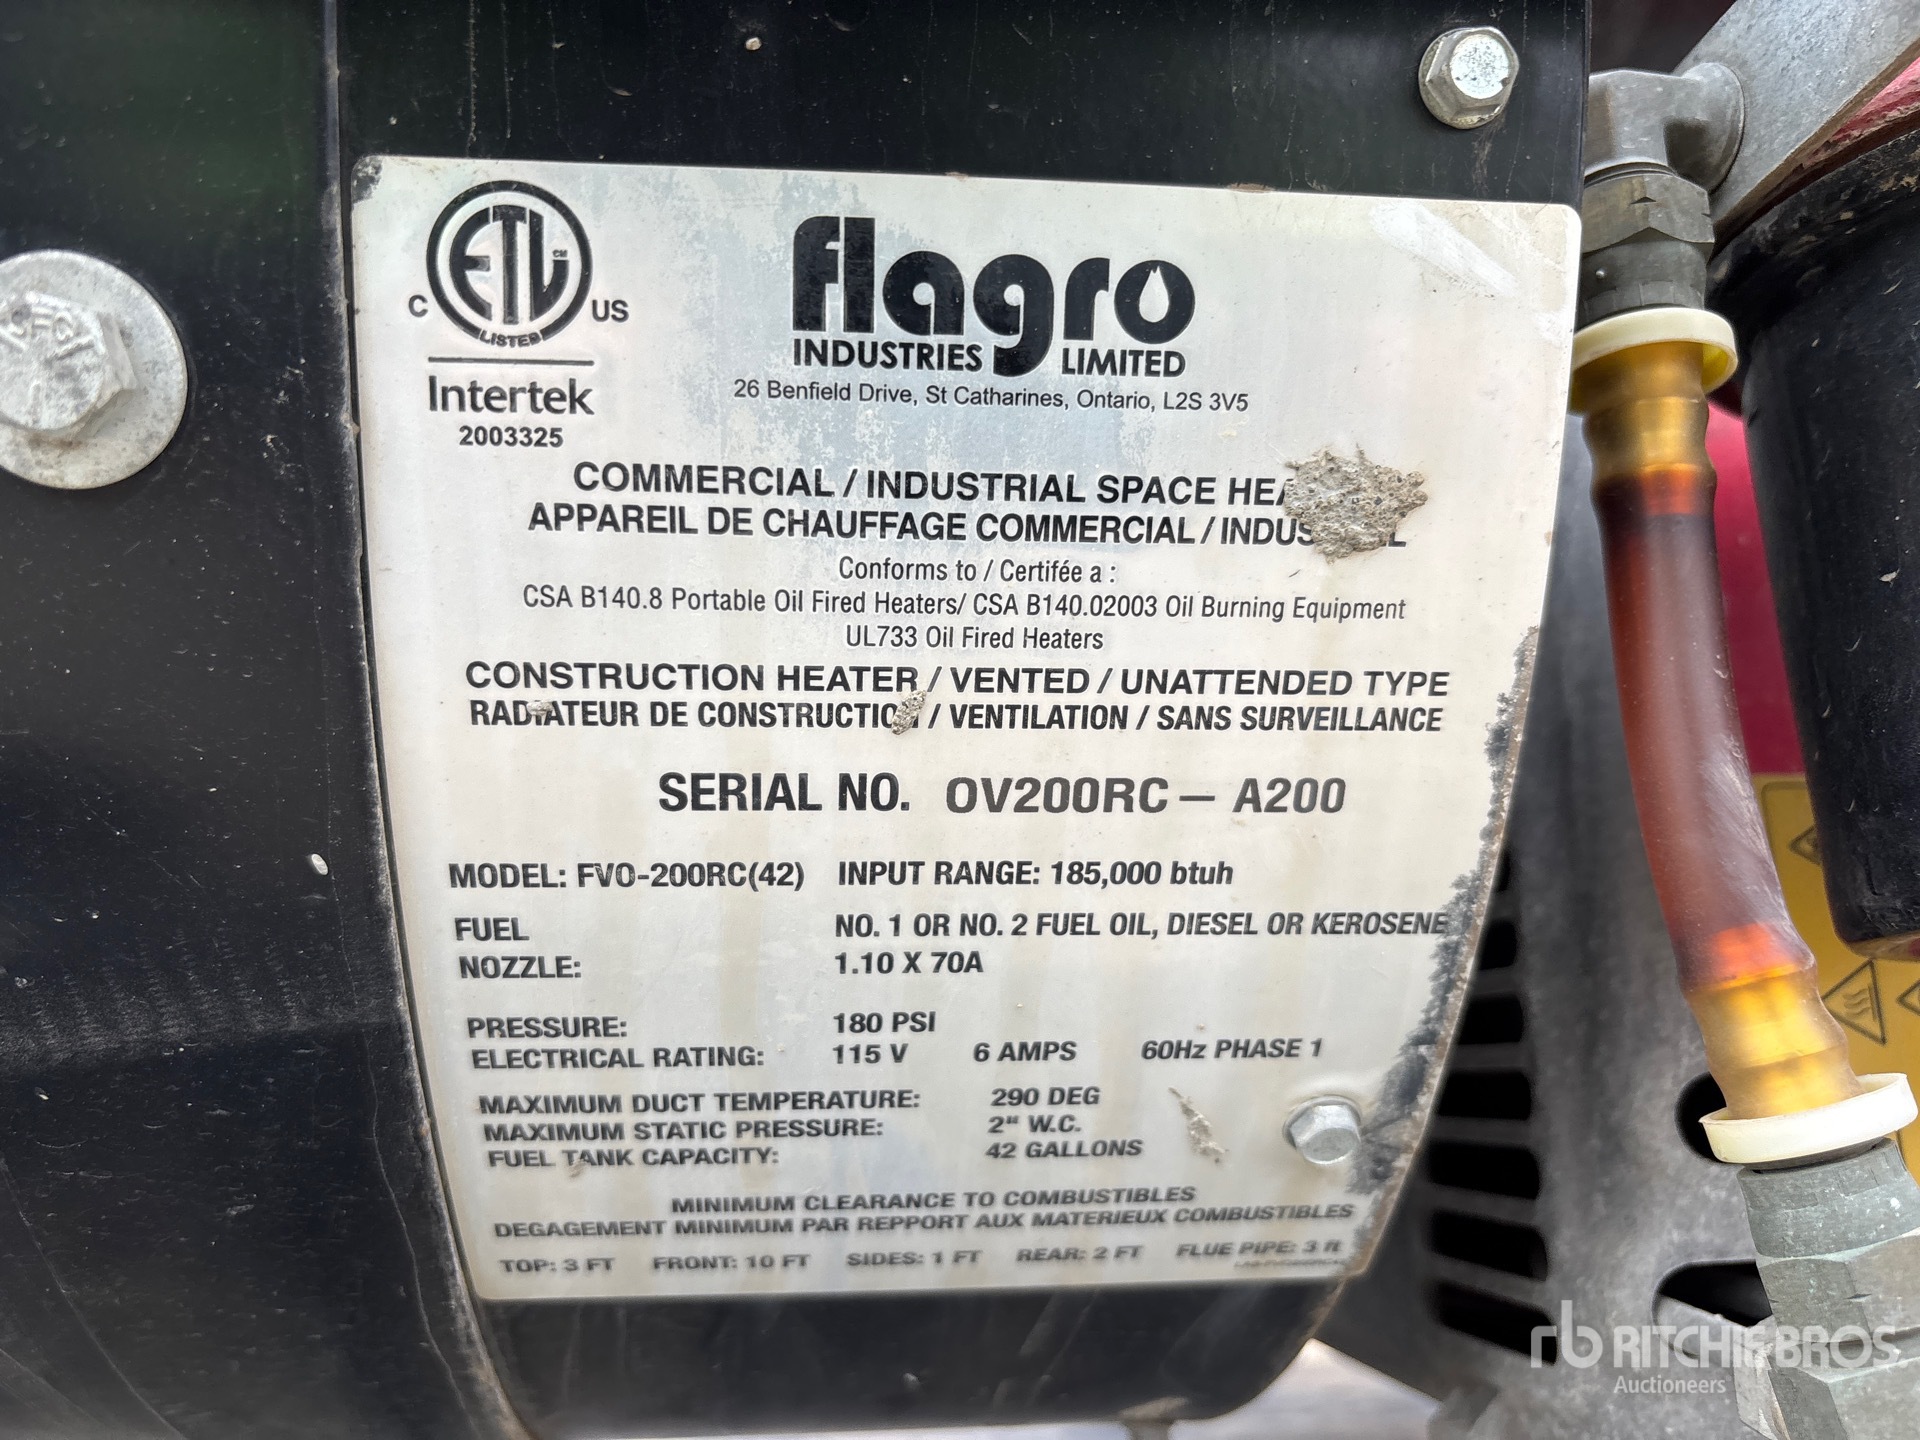 C ETL CM US
LISTED
Intertek
2003325
flagro
INDUSTRIES LIMITED
26 Benfield Drive, St Catharines, Ontario, L2S 3V5
COMMERCIAL / INDUSTRIAL SPACE HEA
APPAREIL DE CHAUFFAGE COMMERCIAL / INDUS L
Conforms to / Certifée a :
CSA B140.8 Portable Oil Fired Heaters/ CSA B140.02003 Oil Burning Equipment
UL733 Oil Fired Heaters
CONSTRUCTION HEATER / VENTED / UNATTENDED TYPE
RADIATEUR DE CONSTRUCTION / VENTILATION / SANS SURVEILLANCE
SERIAL NO. OV200RC – A200
MODEL: FVO-200RC(42) INPUT RANGE: 185,000 btuh
FUEL NO. 1 OR NO. 2 FUEL OIL, DIESEL OR KEROSENE
NOZZLE: 1.10 X 70A
PRESSURE: 180 PSI
ELECTRICAL RATING: 115 V 6 AMPS 60Hz PHASE 1
MAXIMUM DUCT TEMPERATURE: 290 DEG
MAXIMUM STATIC PRESSURE: 2" W.C.
FUEL TANK CAPACITY: 42 GALLONS
MINIMUM CLEARANCE TO COMBUSTIBLES
DEGAGEMENT MINIMUM PAR REPPORT AUX MATERIEUX COMBUSTIBLES
TOP: 3 FT FRONT: 10 FT SIDES: 1 FT REAR: 2 FT FLUE PIPE: 3 ft
rb RITCHIE BROS.
Auctioneers